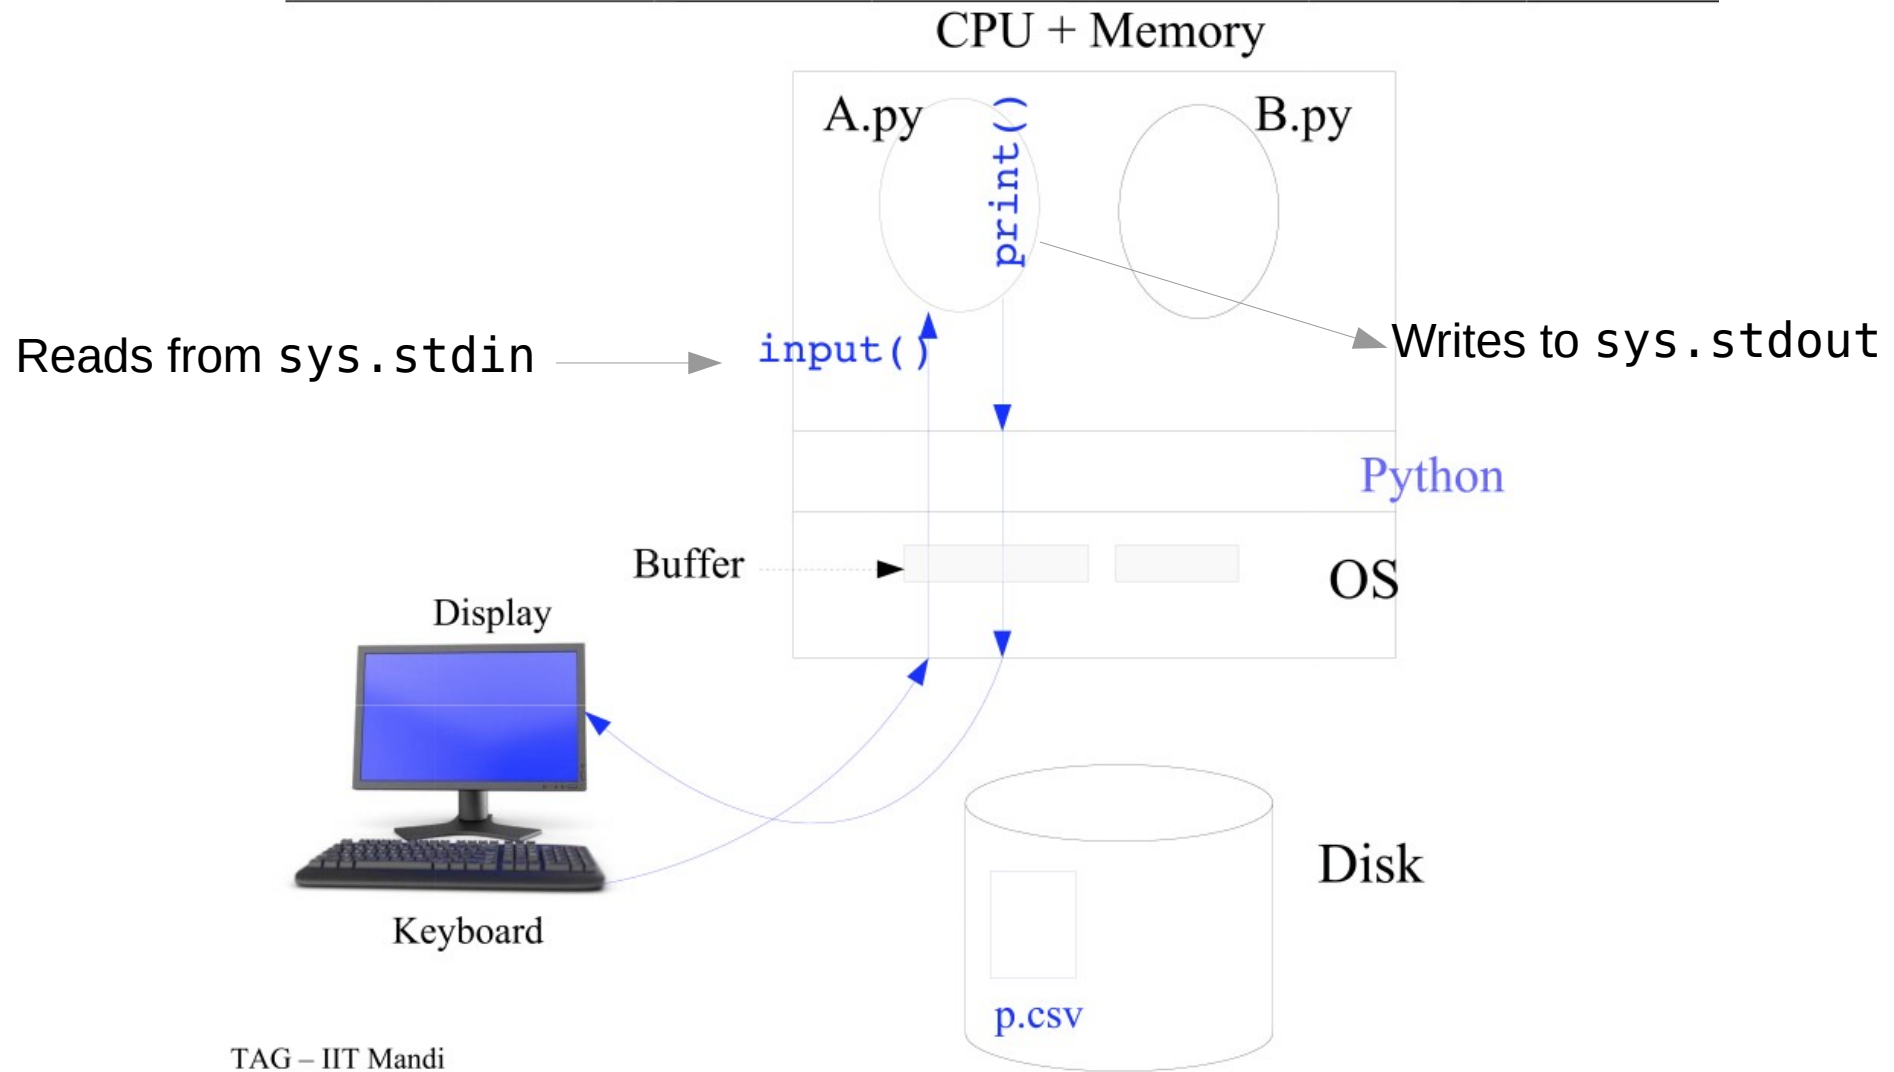 CPU + Memory
A.py
print()
B.py
Reads from sys.stdin
input()
Writes to sys.stdout
Python
Buffer
OS
Display
Disk
Keyboard
p.csv
TAG – IIT Mandi